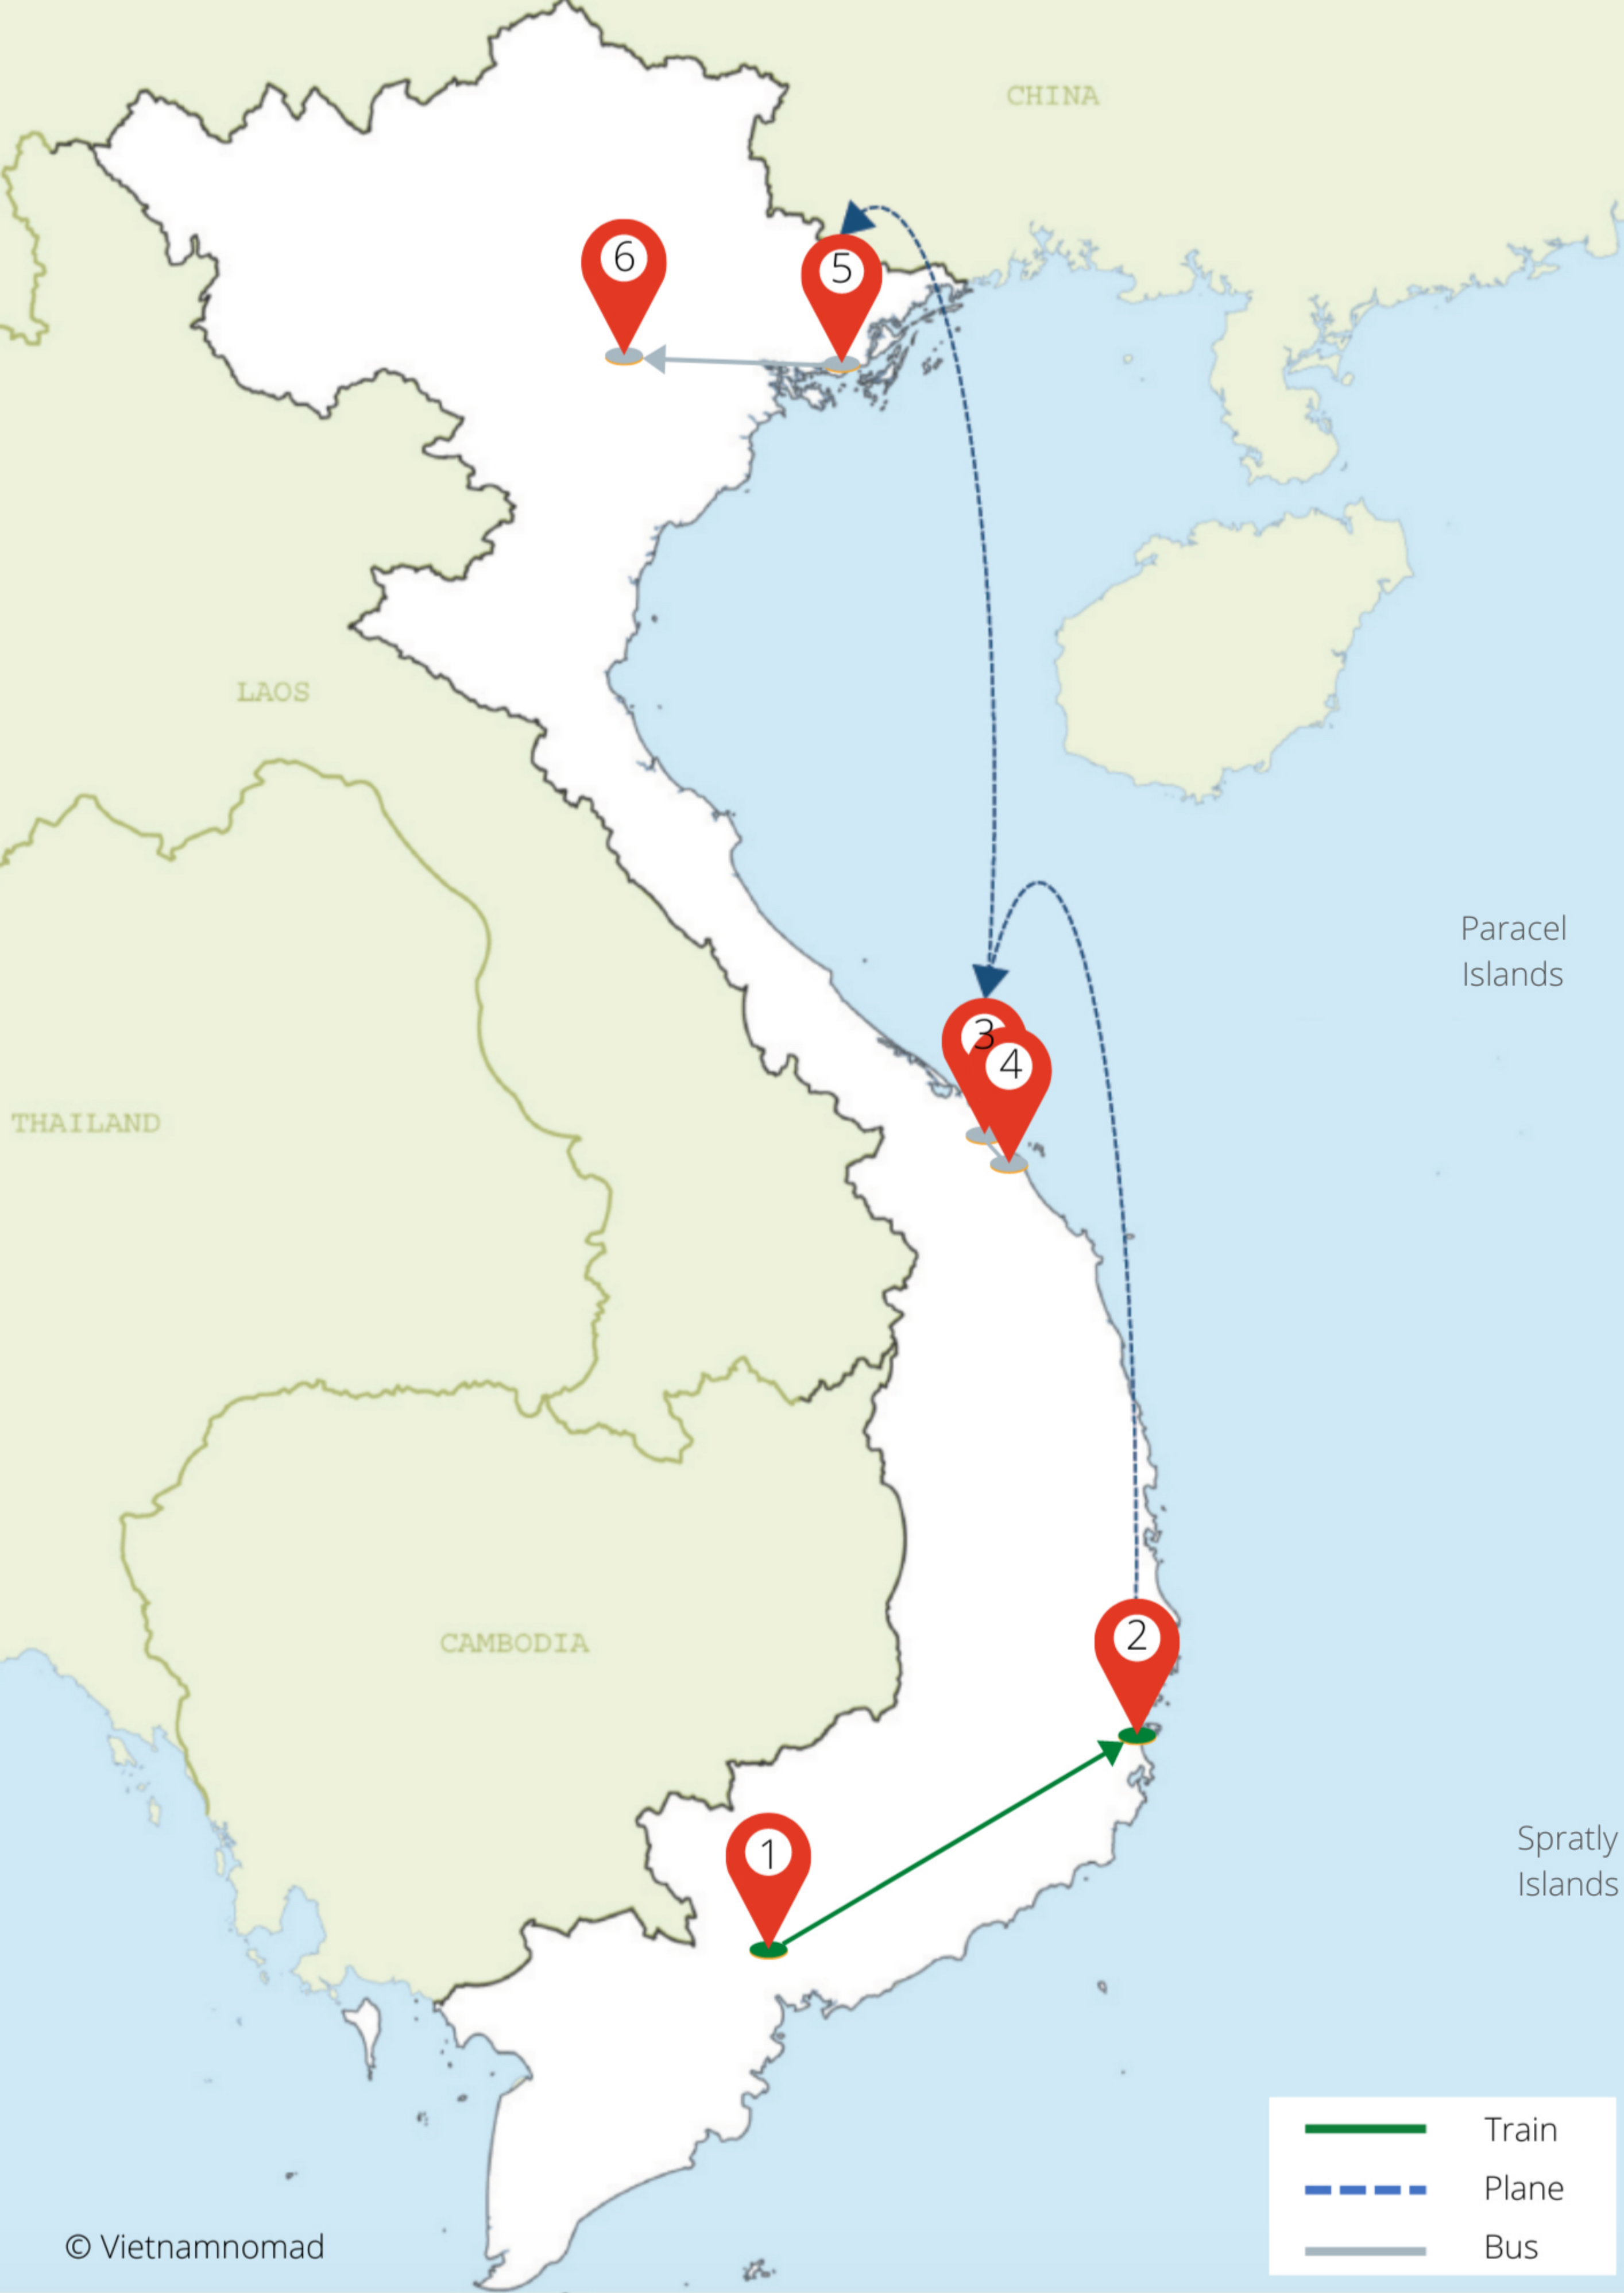 CHINA
6
5
LAOS
Paracel
Islands
3
4
THAILAND
2
CAMBODIA
1
Spratly
Islands
Train
Plane
Bus
© Vietnamnomad